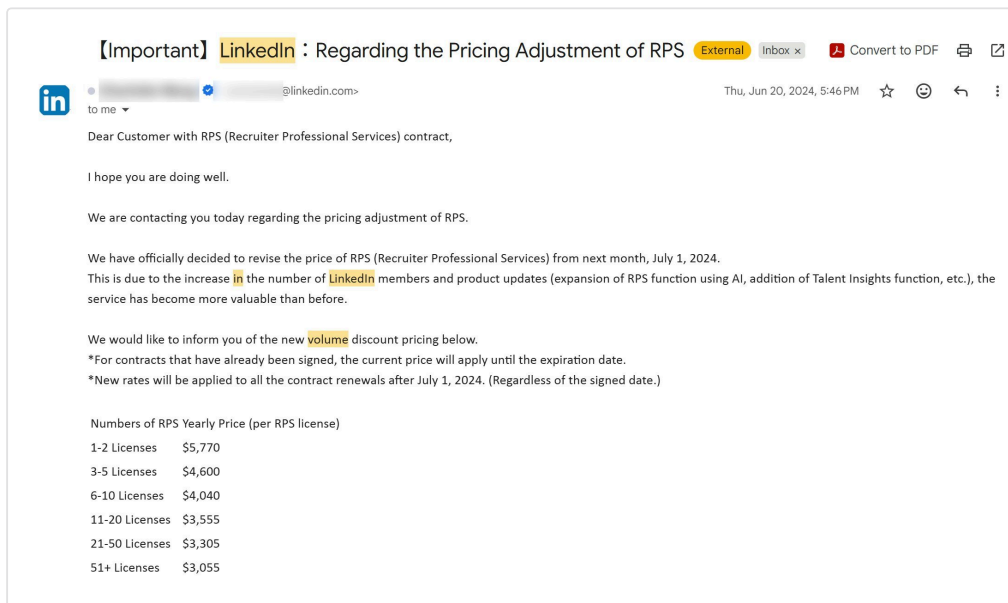 【Important】LinkedIn：Regarding the Pricing Adjustment of RPS External Inbox x Convert to PDF
in @linkedin.com> Thu, Jun 20, 2024, 5:46 PM
to me
Dear Customer with RPS (Recruiter Professional Services) contract,
I hope you are doing well.
We are contacting you today regarding the pricing adjustment of RPS.
We have officially decided to revise the price of RPS (Recruiter Professional Services) from next month, July 1, 2024.
This is due to the increase in the number of LinkedIn members and product updates (expansion of RPS function using AI, addition of Talent Insights function, etc.), the
service has become more valuable than before.
We would like to inform you of the new volume discount pricing below.
*For contracts that have already been signed, the current price will apply until the expiration date.
*New rates will be applied to all the contract renewals after July 1, 2024. (Regardless of the signed date.)
Numbers of RPS Yearly Price (per RPS license)
1-2 Licenses $5,770
3-5 Licenses $4,600
6-10 Licenses $4,040
11-20 Licenses $3,555
21-50 Licenses $3,305
51+ Licenses $3,055